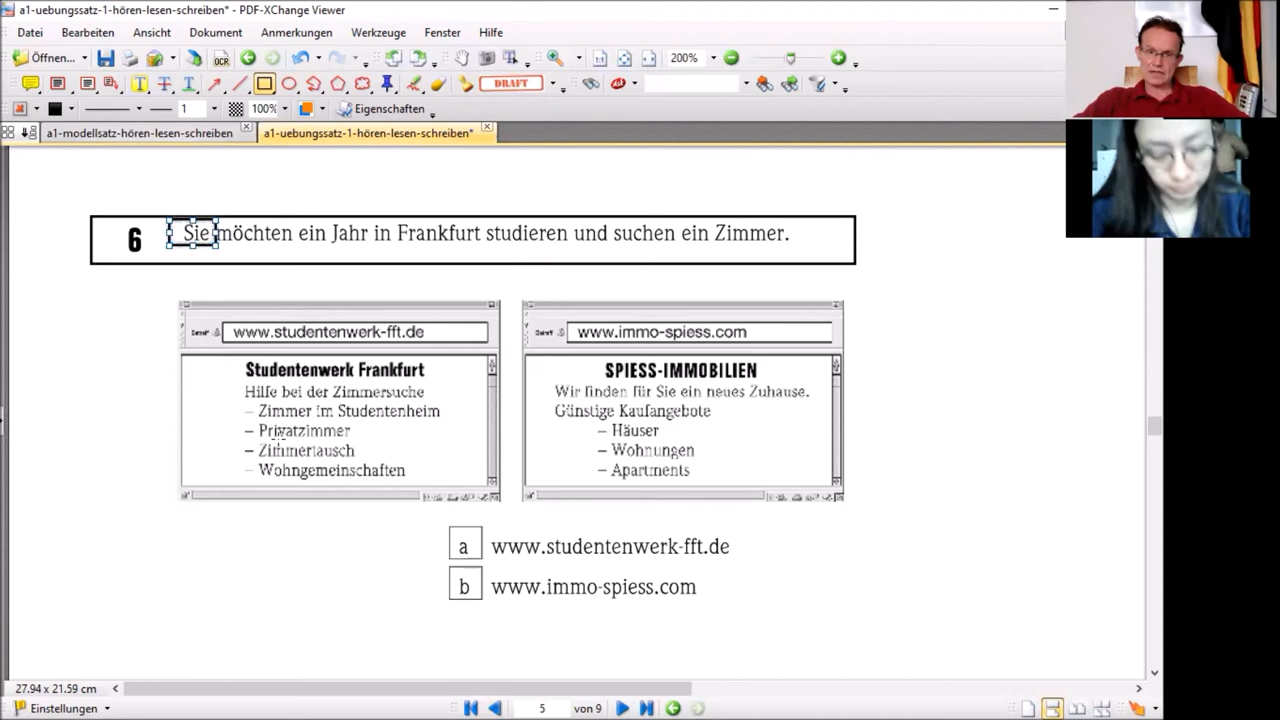 a1-uebungssatz-1-hören-lesen-schreiben* - PDF-XChange Viewer
Datei Bearbeiten Ansicht Dokument Anmerkungen Werkzeuge Fenster Hilfe
Öffnen... OCR 200%
DRAFT
1 100% Eigenschaften
a1-modellsatz-hören-lesen-schreiben a1-uebungssatz-1-hören-lesen-schreiben*
6 Sie möchten ein Jahr in Frankfurt studieren und suchen ein Zimmer.
www.studentenwerk-fft.de
Studentenwerk Frankfurt
Hilfe bei der Zimmersuche
– Zimmer im Studentenheim
– Privatzimmer
– Zimmertausch
– Wohngemeinschaften
www.immo-spiess.com
SPIESS-IMMOBILIEN
Wir finden für Sie ein neues Zuhause.
Günstige Kaufangebote
– Häuser
– Wohnungen
– Apartments
a www.studentenwerk-fft.de
b www.immo-spiess.com
27.94 x 21.59 cm
Einstellungen 5 von 9